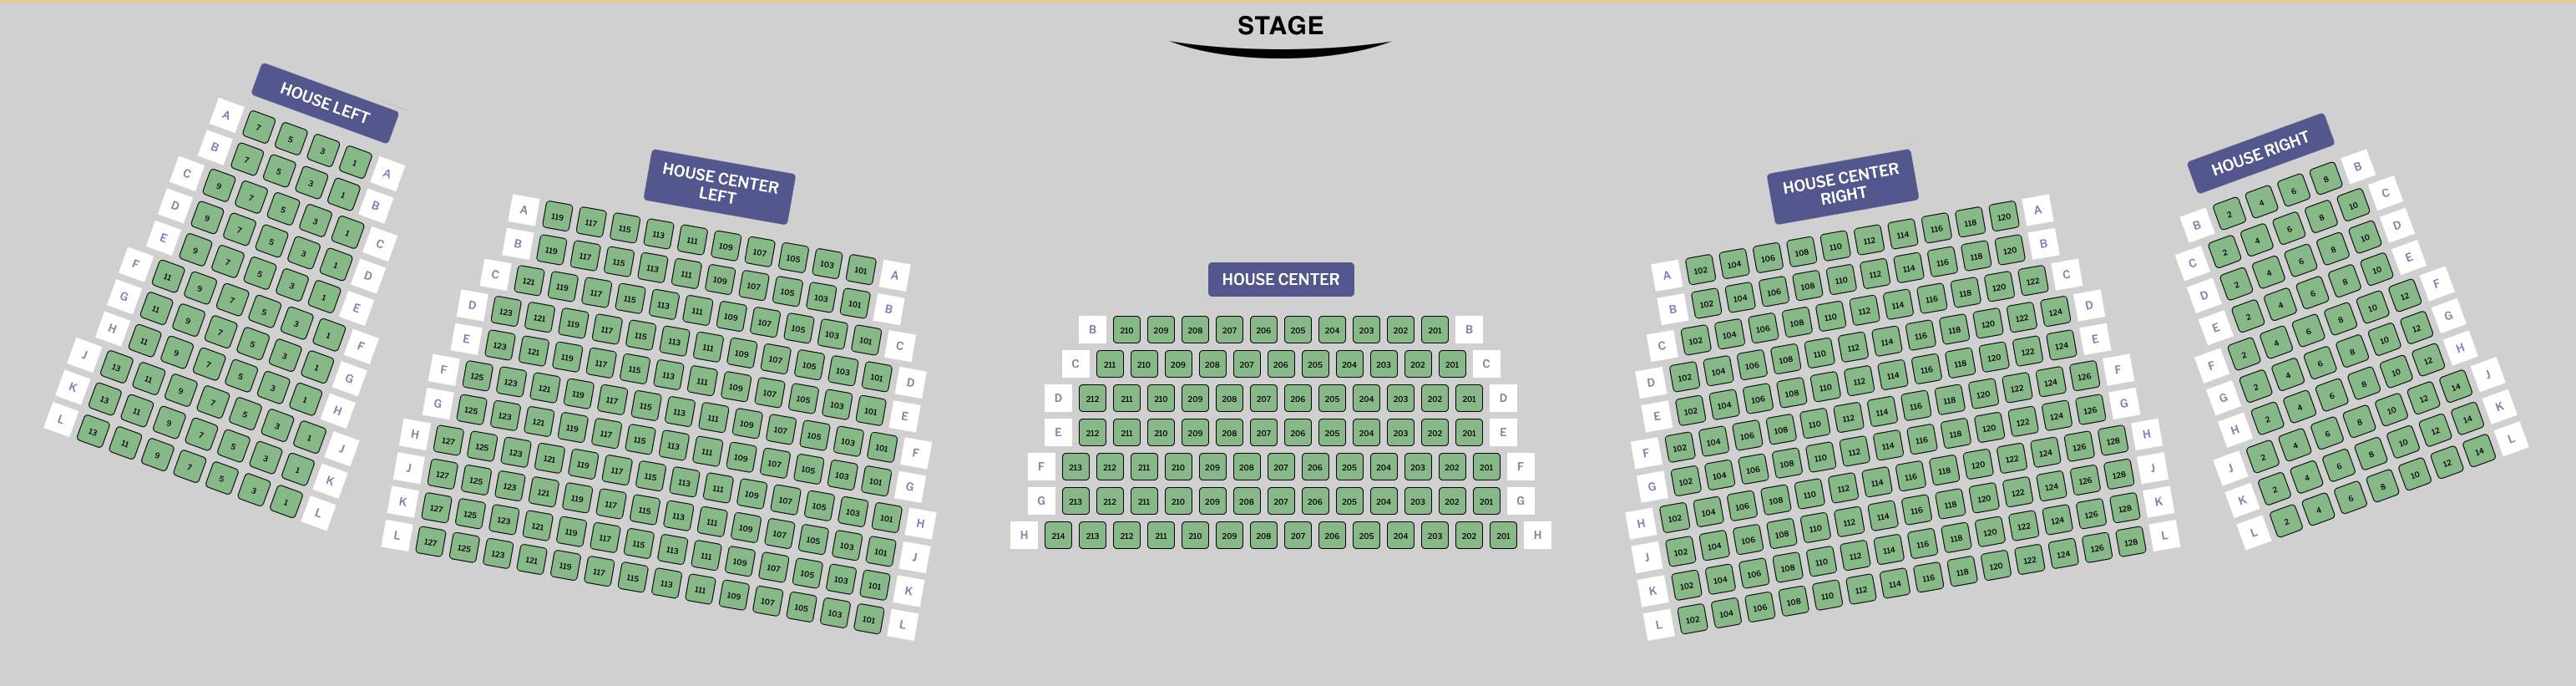 STAGE
HOUSE LEFT
A 7 5 3 1 A
B 7 5 3 1 B
C 9 7 5 3 1 C
D 9 7 5 3 1 D
E 9 7 5 3 1 E
F 11 9 7 5 3 1 F
G 11 9 7 5 3 1 G
H 11 9 7 5 3 1 H
J 13 11 9 7 5 3 1 J
K 13 11 9 7 5 3 1 K
L 13 11 9 7 5 3 1 L
HOUSE CENTER
LEFT
A 119 117 115 113 111 109 107 105 103 101 A
B 119 117 115 113 111 109 107 105 103 101 B
C 121 119 117 115 113 111 109 107 105 103 101 C
D 123 121 119 117 115 113 111 109 107 105 103 101 D
E 123 121 119 117 115 113 111 109 107 105 103 101 E
F 125 123 121 119 117 115 113 111 109 107 105 103 101 F
G 125 123 121 119 117 115 113 111 109 107 105 103 101 G
H 127 125 123 121 119 117 115 113 111 109 107 105 103 101 H
J 127 125 123 121 119 117 115 113 111 109 107 105 103 101 J
K 127 125 123 121 119 117 115 113 111 109 107 105 103 101 K
L 127 125 123 121 119 117 115 113 111 109 107 105 103 101 L
HOUSE CENTER
B 210 209 208 207 206 205 204 203 202 201 B
C 211 210 209 208 207 206 205 204 203 202 201 C
D 212 211 210 209 208 207 206 205 204 203 202 201 D
E 212 211 210 209 208 207 206 205 204 203 202 201 E
F 213 212 211 210 209 208 207 206 205 204 203 202 201 F
G 213 212 211 210 209 208 207 206 205 204 203 202 201 G
H 214 213 212 211 210 209 208 207 206 205 204 203 202 201 H
HOUSE CENTER
RIGHT
A 102 104 106 108 110 112 114 116 118 120 A
B 102 104 106 108 110 112 114 116 118 120 B
C 102 104 106 108 110 112 114 116 118 120 122 C
D 102 104 106 108 110 112 114 116 118 120 122 124 D
E 102 104 106 108 110 112 114 116 118 120 122 124 E
F 102 104 106 108 110 112 114 116 118 120 122 124 126 F
G 102 104 106 108 110 112 114 116 118 120 122 124 126 G
H 102 104 106 108 110 112 114 116 118 120 122 124 126 128 H
J 102 104 106 108 110 112 114 116 118 120 122 124 126 128 J
K 102 104 106 108 110 112 114 116 118 120 122 124 126 128 K
L 102 104 106 108 110 112 114 116 118 120 122 124 126 128 L
HOUSE RIGHT
B 2 4 6 8 B
C 2 4 6 8 10 C
D 2 4 6 8 10 D
E 2 4 6 8 10 E
F 2 4 6 8 10 12 F
G 2 4 6 8 10 12 G
H 2 4 6 8 10 12 H
J 2 4 6 8 10 12 14 J
K 2 4 6 8 10 12 14 K
L 2 4 6 8 10 12 14 L